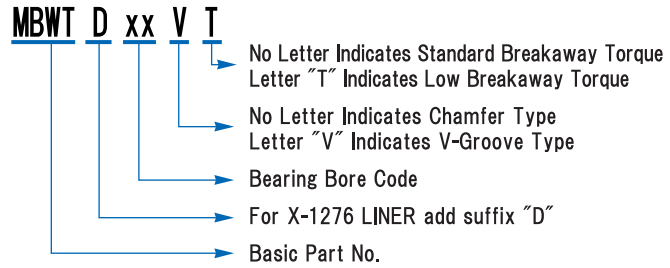 MBWT D xx V T
No Letter Indicates Standard Breakaway Torque
Letter "T" Indicates Low Breakaway Torque
No Letter Indicates Chamfer Type
Letter "V" Indicates V-Groove Type
Bearing Bore Code
For X-1276 LINER add suffix "D"
Basic Part No.